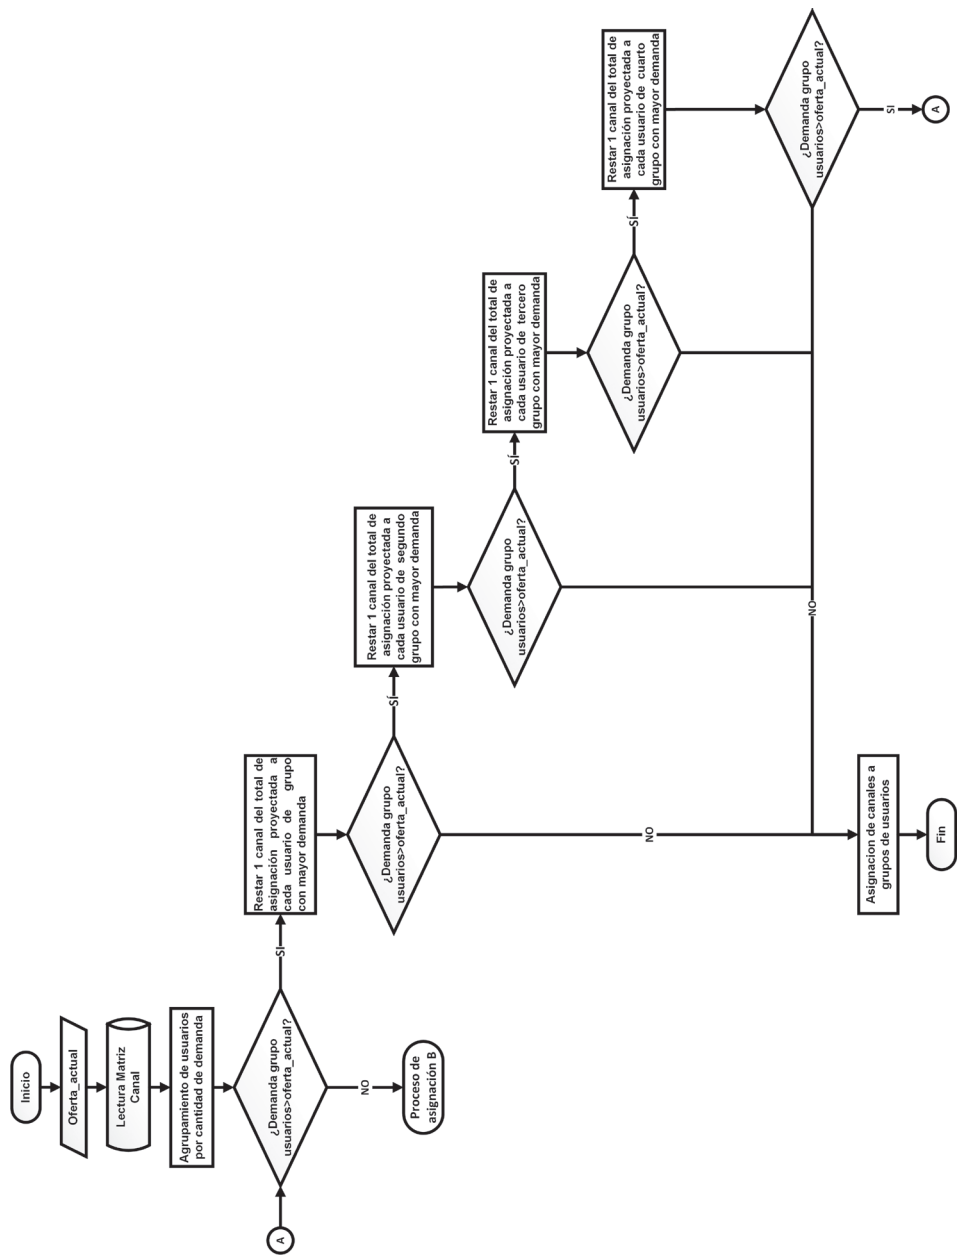 Inicio
Oferta_actual
Lectura Matriz
Canal
Agrupamiento de usuarios
por cantidad de demanda
A
¿Demanda grupo
usuarios>oferta_actual?
NO
Proceso de
asignación B
SI
Restar 1 canal del total de
asignación proyectada a
cada usuario de grupo
con mayor demanda
¿Demanda grupo
usuarios>oferta_actual?
SÍ
Restar 1 canal del total de
asignación proyectada a
cada usuario de segundo
grupo con mayor demanda
¿Demanda grupo
usuarios>oferta_actual?
SÍ
Restar 1 canal del total de
asignación proyectada a
cada usuario de tercero
grupo con mayor demanda
¿Demanda grupo
usuarios>oferta_actual?
SÍ
Restar 1 canal del total de
asignación proyectada a
cada usuario de cuarto
grupo con mayor demanda
¿Demanda grupo
usuarios>oferta_actual?
SI
A
NO
NO
Asignacion de canales a
grupos de usuarios
Fin